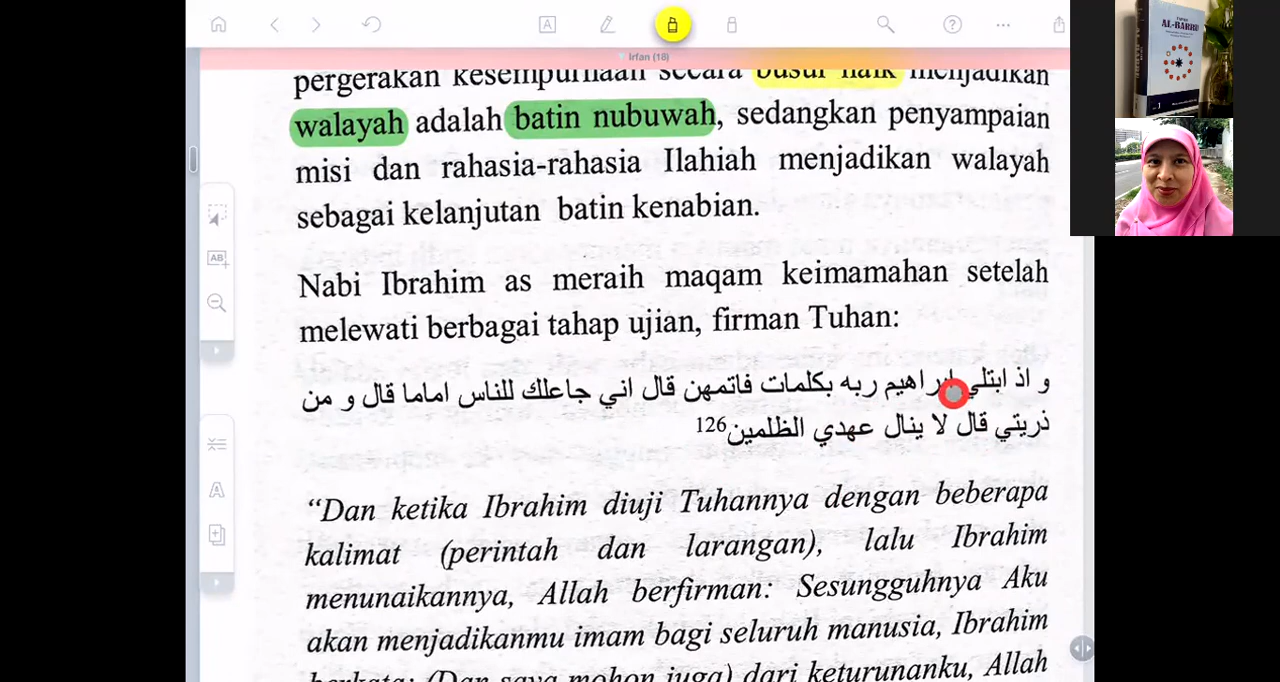 Irfan (18)
pergerakan kesempurnaan secara busur naik menjadikan
walayah adalah batin nubuwah, sedangkan penyampaian
misi dan rahasia-rahasia Ilahiah menjadikan walayah
sebagai kelanjutan batin kenabian.
Nabi Ibrahim as meraih maqam keimamahan setelah
melewati berbagai tahap ujian, firman Tuhan:
و اذ ابتلي ابراهيم ربه بكلمات فاتمهن قال اني جاعلك للناس اماما قال و من
ذريتي قال لا ينال عهدي الظلمين126
“Dan ketika Ibrahim diuji Tuhannya dengan beberapa
kalimat (perintah dan larangan), lalu Ibrahim
menunaikannya, Allah berfirman: Sesungguhnya Aku
akan menjadikanmu imam bagi seluruh manusia, Ibrahim
berkata: (Dan saya mohon juga) dari keturunanku, Allah
AL-BARRU